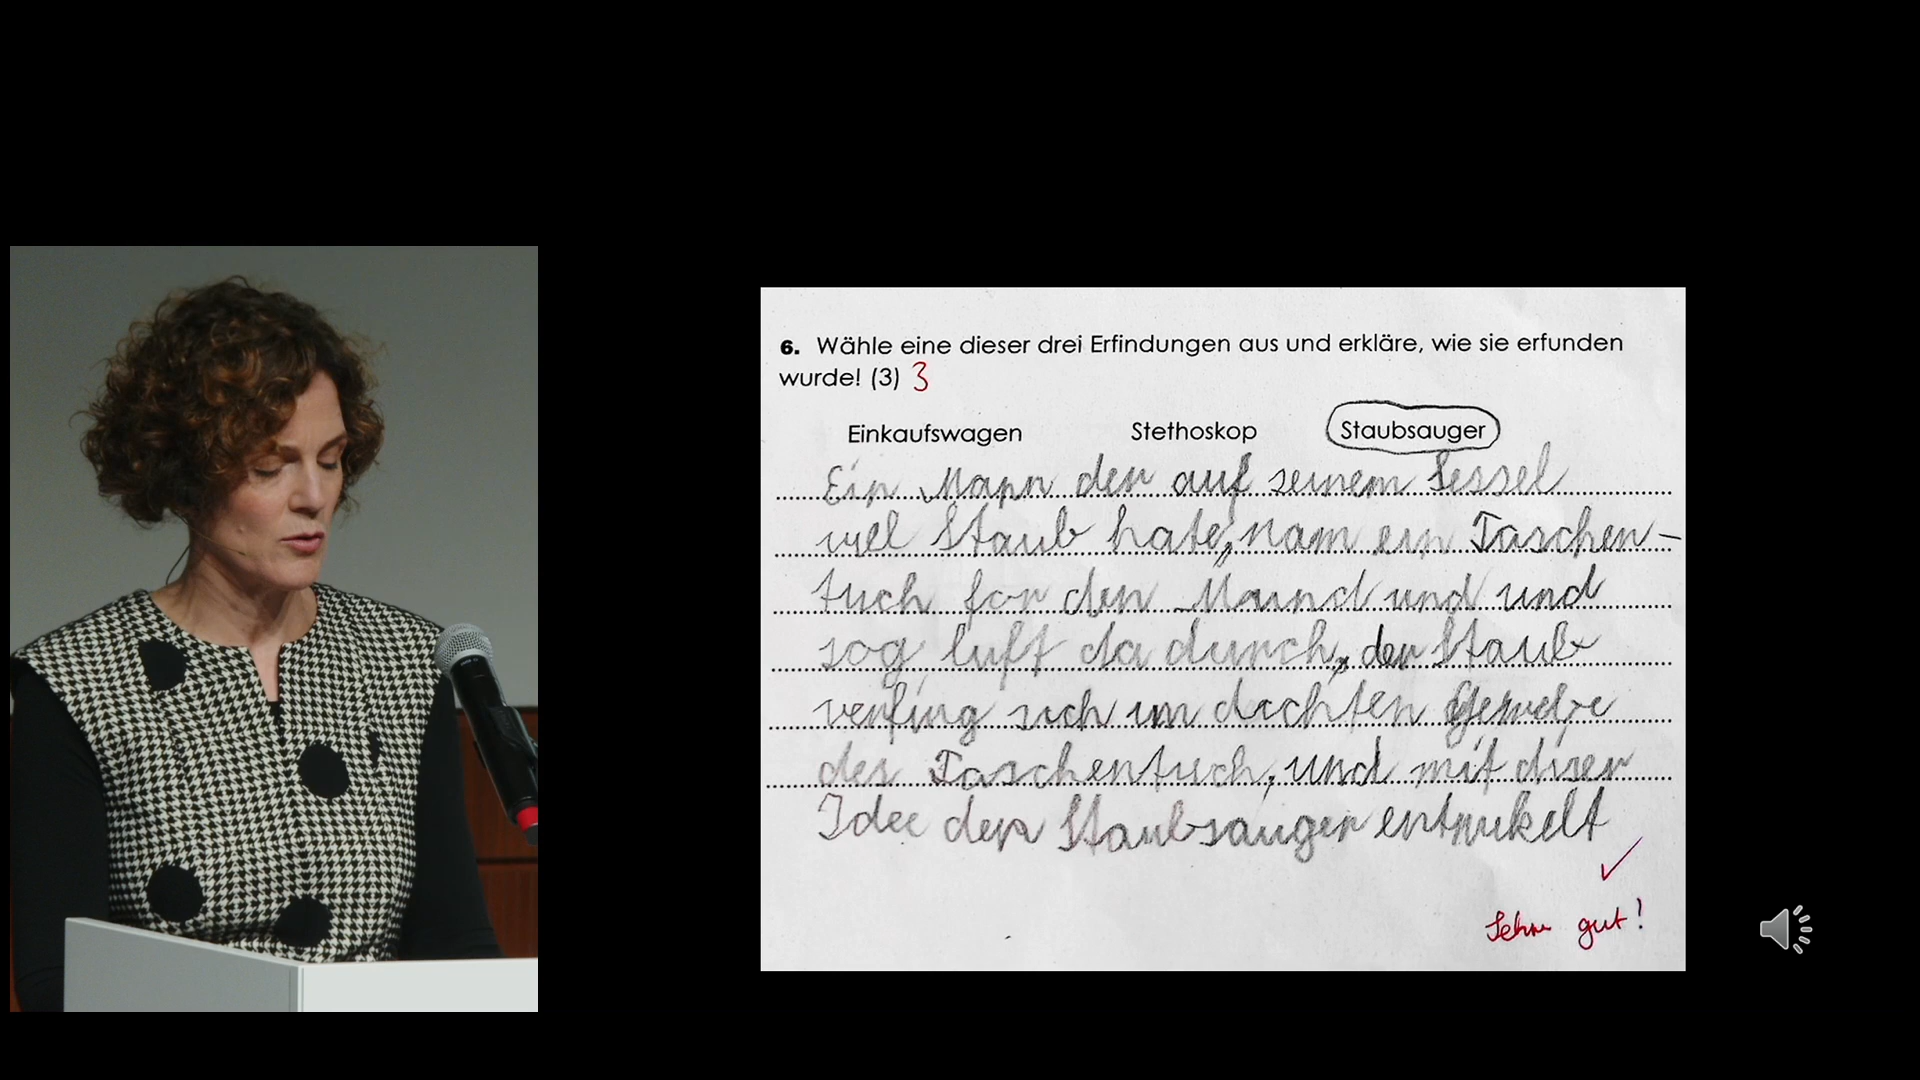 6. Wähle eine dieser drei Erfindungen aus und erkläre, wie sie erfunden
wurde! (3) 3
Einkaufswagen Stethoskop Staubsauger
Ein Mann der auf seinem Sessel
viel Staub hate, nam ein Taschen-
tuch for den Maund und und
sog luft da durch, der Staub
verfing sich im dichten Gewebe
des Taschentuch, und mit diser
Idee den Staubsauger entwikelt
Sehr gut!